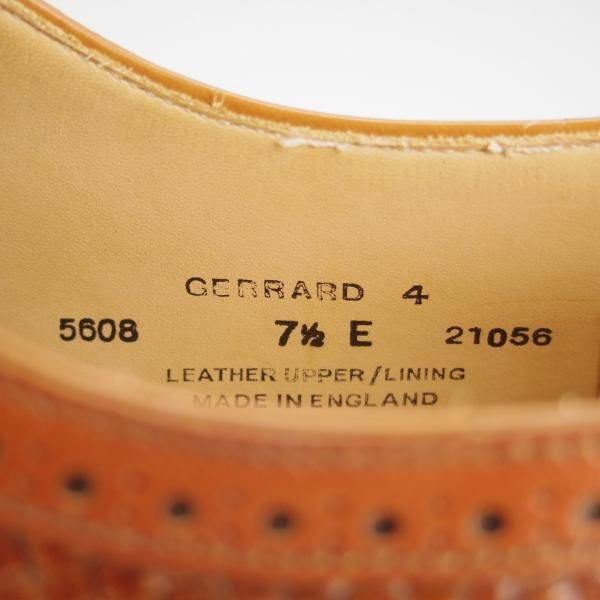 GERRARD 4
5608 7½ E 21056
LEATHER UPPER/LINING
MADE IN ENGLAND